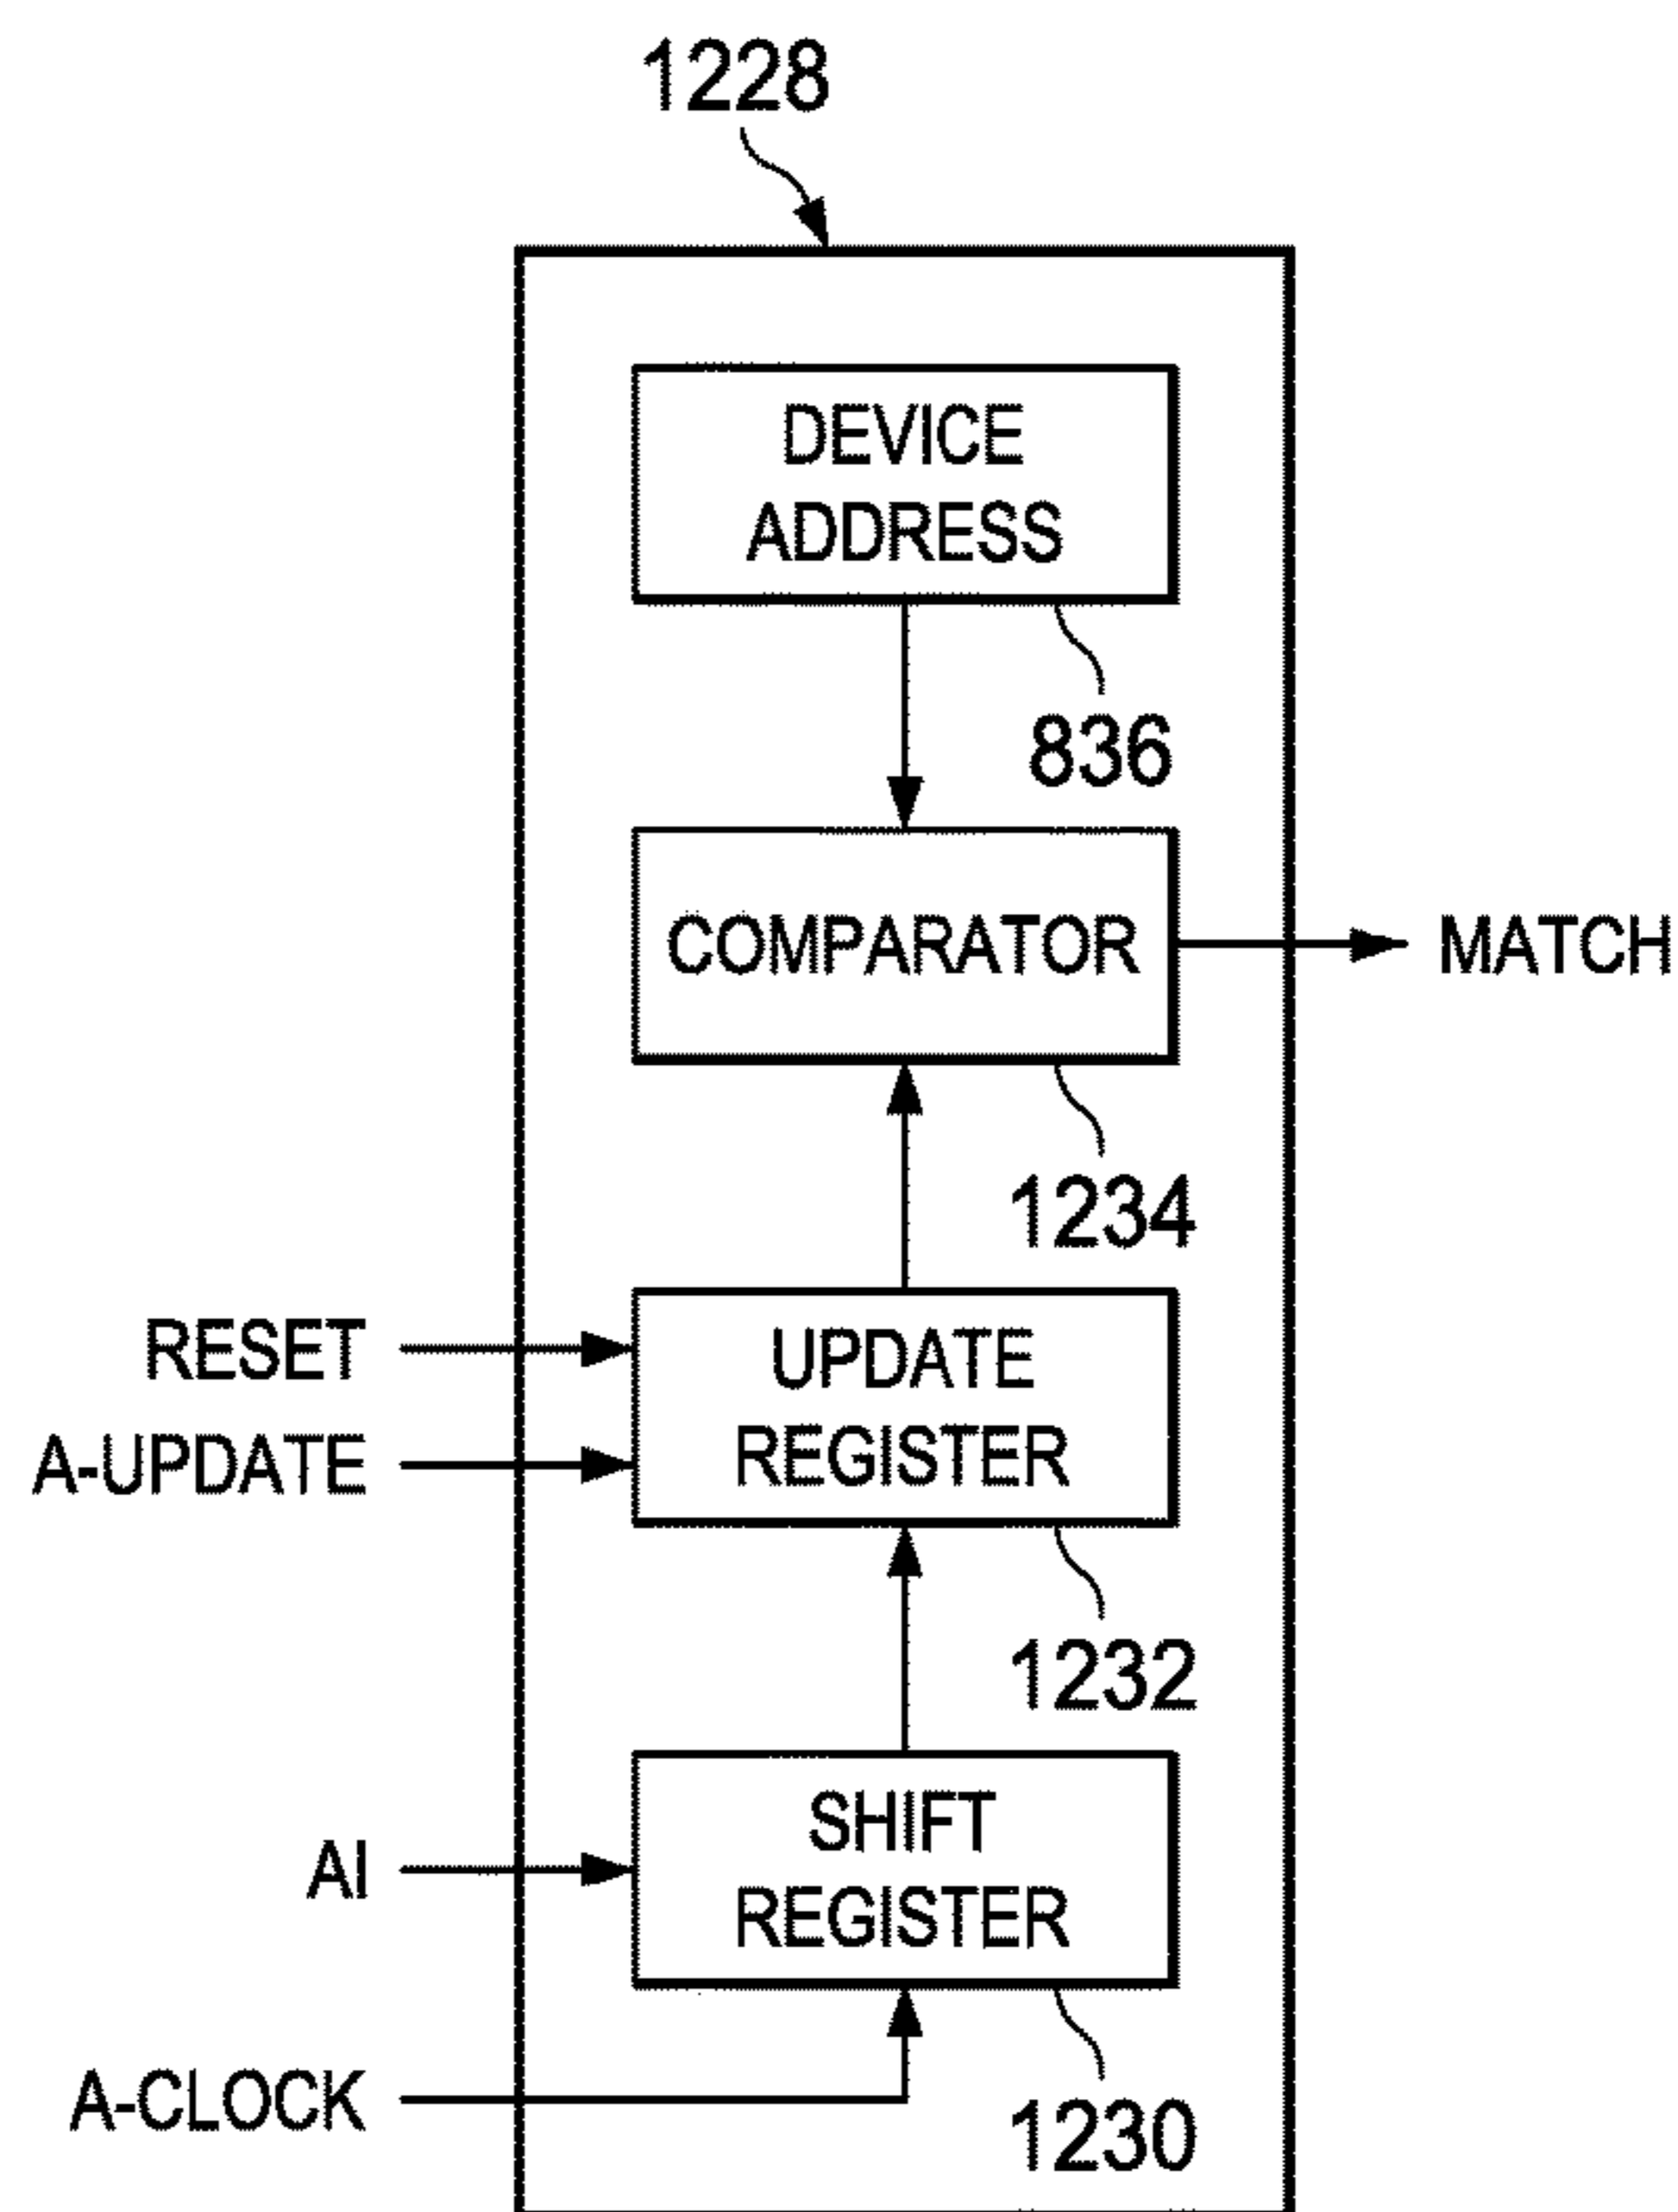 1228
DEVICE
ADDRESS
836
COMPARATOR
MATCH
1234
RESET
UPDATE
A-UPDATE
REGISTER
1232
SHIFT
AI
REGISTER
A-CLOCK
1230